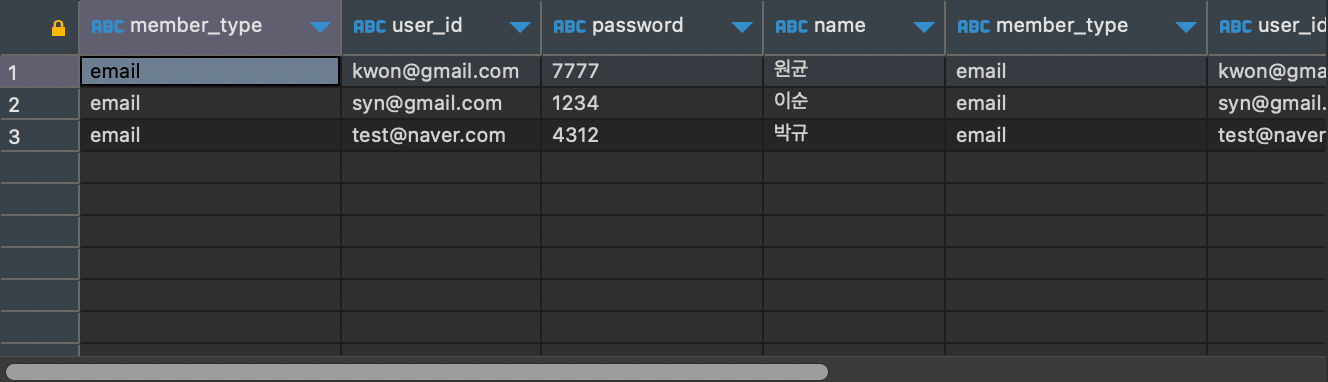 ABC member_type ABC user_id ABC password ABC name ABC member_type ABC user_id
1 email kwon@gmail.com 7777 원균 email kwon@gma
2 email syn@gmail.com 1234 이순 email syn@gmail.
3 email test@naver.com 4312 박규 email test@naver